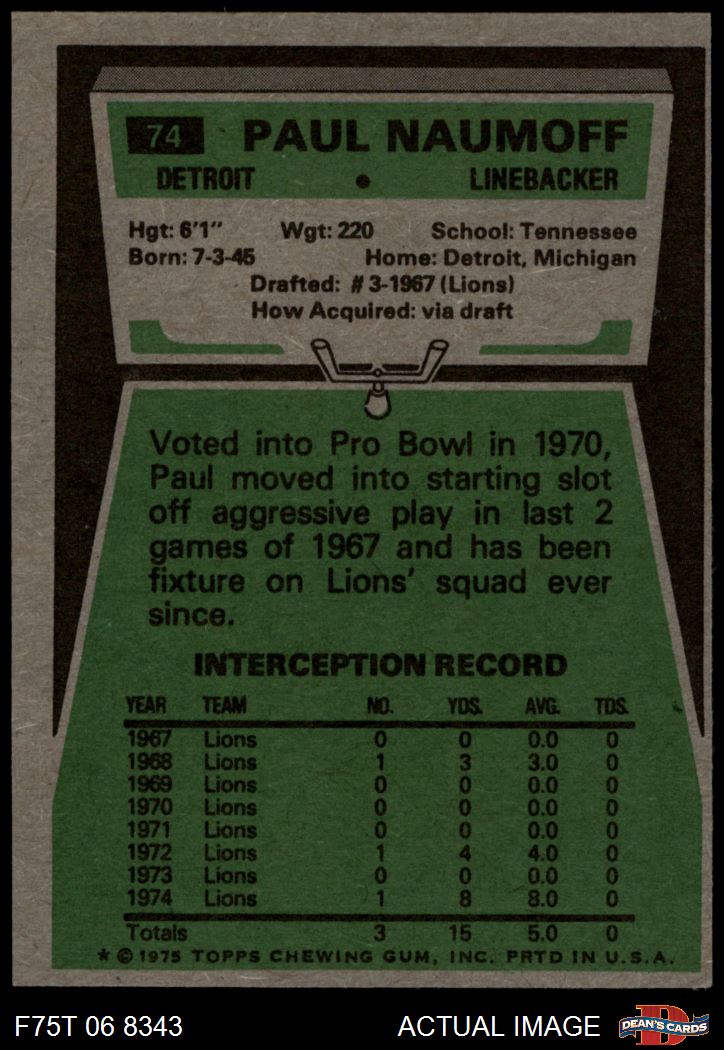 74 PAUL NAUMOFF
DETROIT • LINEBACKER
Hgt: 6'1" Wgt: 220 School: Tennessee
Born: 7-3-45 Home: Detroit, Michigan
Drafted: #3-1967 (Lions)
How Acquired: via draft
Voted into Pro Bowl in 1970,
Paul moved into starting slot
off aggressive play in last 2
games of 1967 and has been
fixture on Lions' squad ever
since.
INTERCEPTION RECORD
YEAR TEAM NO. YDS. AVG. TDS.
1967 Lions 0 0 0.0 0
1968 Lions 1 3 3.0 0
1969 Lions 0 0 0.0 0
1970 Lions 0 0 0.0 0
1971 Lions 0 0 0.0 0
1972 Lions 1 4 4.0 0
1973 Lions 0 0 0.0 0
1974 Lions 1 8 8.0 0
Totals 3 15 5.0 0
* © 1975 TOPPS CHEWING GUM, INC. PRTD IN U.S.A.
F75T 06 8343 ACTUAL IMAGE D DEAN'S CARDS